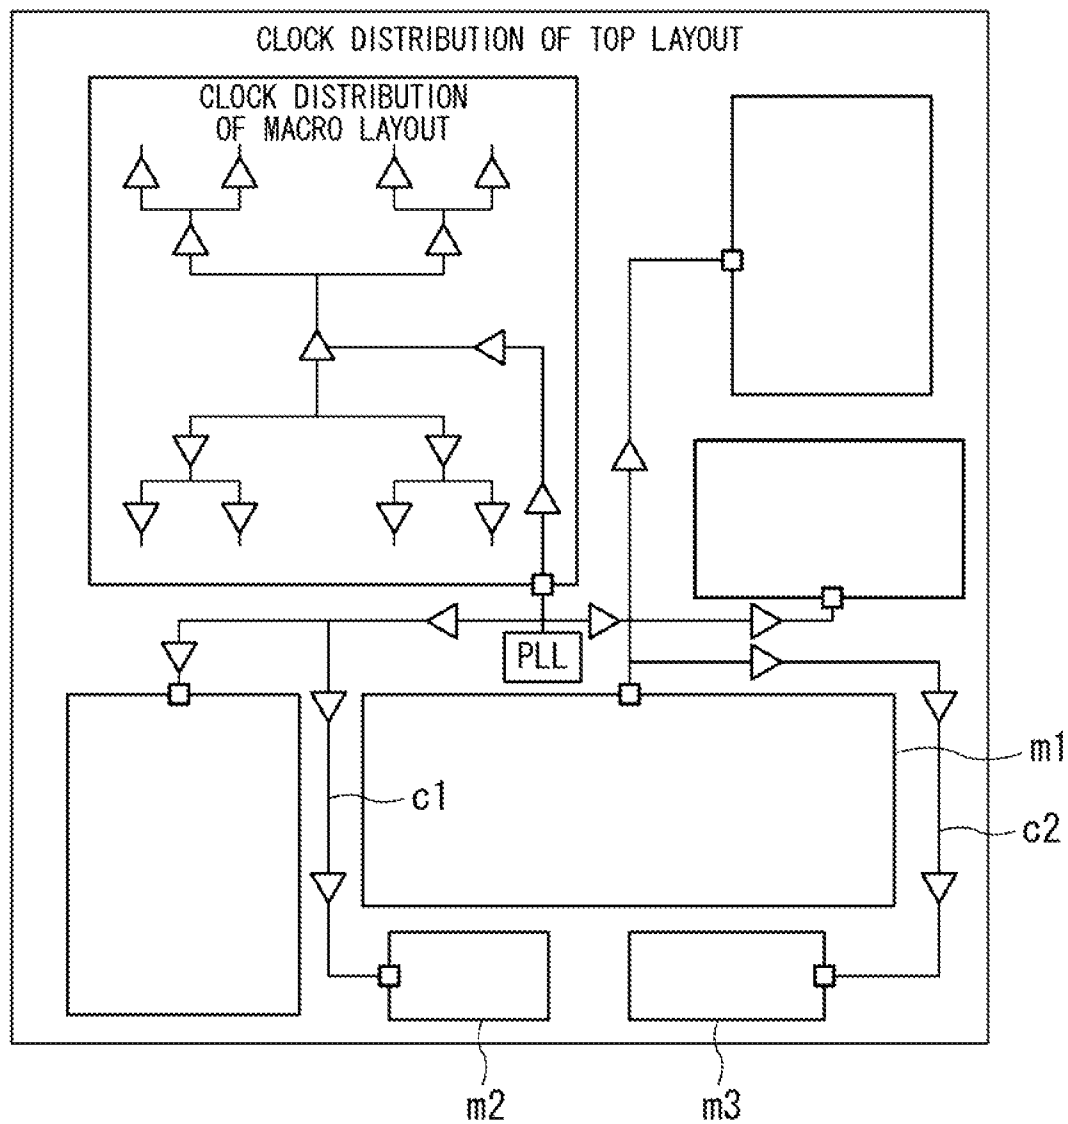 CLOCK DISTRIBUTION OF TOP LAYOUT
CLOCK DISTRIBUTION
OF MACRO LAYOUT
PLL
m1
c1
c2
m2
m3